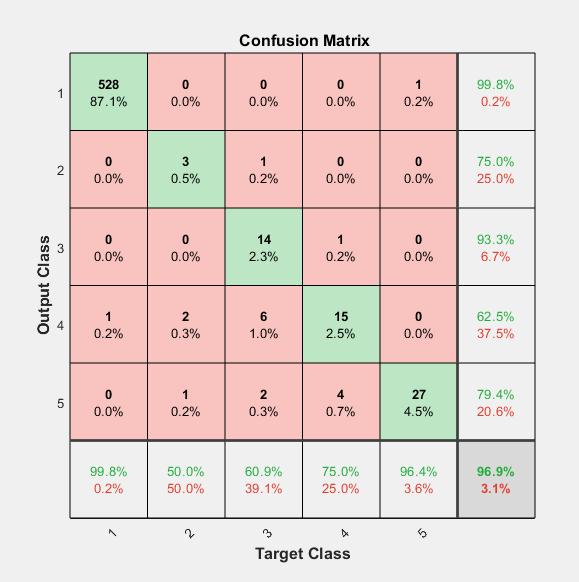 Confusion Matrix
528 0 0 0 1 99.8%
1 87.1% 0.0% 0.0% 0.0% 0.2% 0.2%
0 3 1 0 0 75.0%
2 0.0% 0.5% 0.2% 0.0% 0.0% 25.0%
0 0 14 1 0 93.3%
3 0.0% 0.0% 2.3% 0.2% 0.0% 6.7%
1 2 6 15 0 62.5%
4 0.2% 0.3% 1.0% 2.5% 0.0% 37.5%
0 1 2 4 27 79.4%
5 0.0% 0.2% 0.3% 0.7% 4.5% 20.6%
99.8% 50.0% 60.9% 75.0% 96.4% 96.9%
0.2% 50.0% 39.1% 25.0% 3.6% 3.1%
1 2 3 4 5
Target Class
Output Class